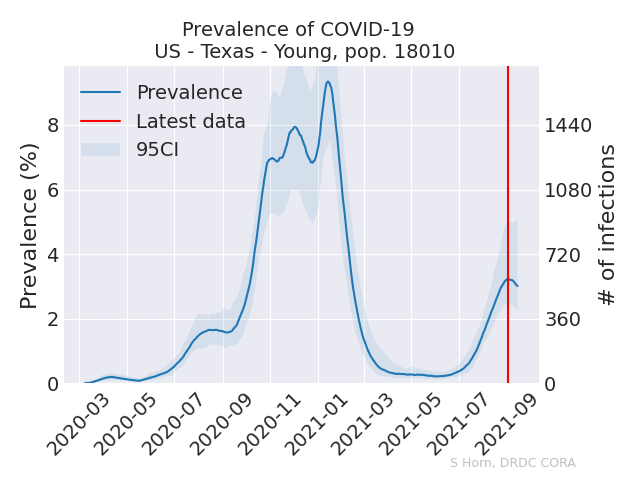 Prevalence of COVID-19
US - Texas - Young, pop. 18010
Prevalence
Latest data
95CI
Prevalence (%)
8
6
4
2
0
1440
1080
720
360
0
# of infections
2020-03
2020-05
2020-07
2020-09
2020-11
2021-01
2021-03
2021-05
2021-07
2021-09
S Horn, DRDC CORA